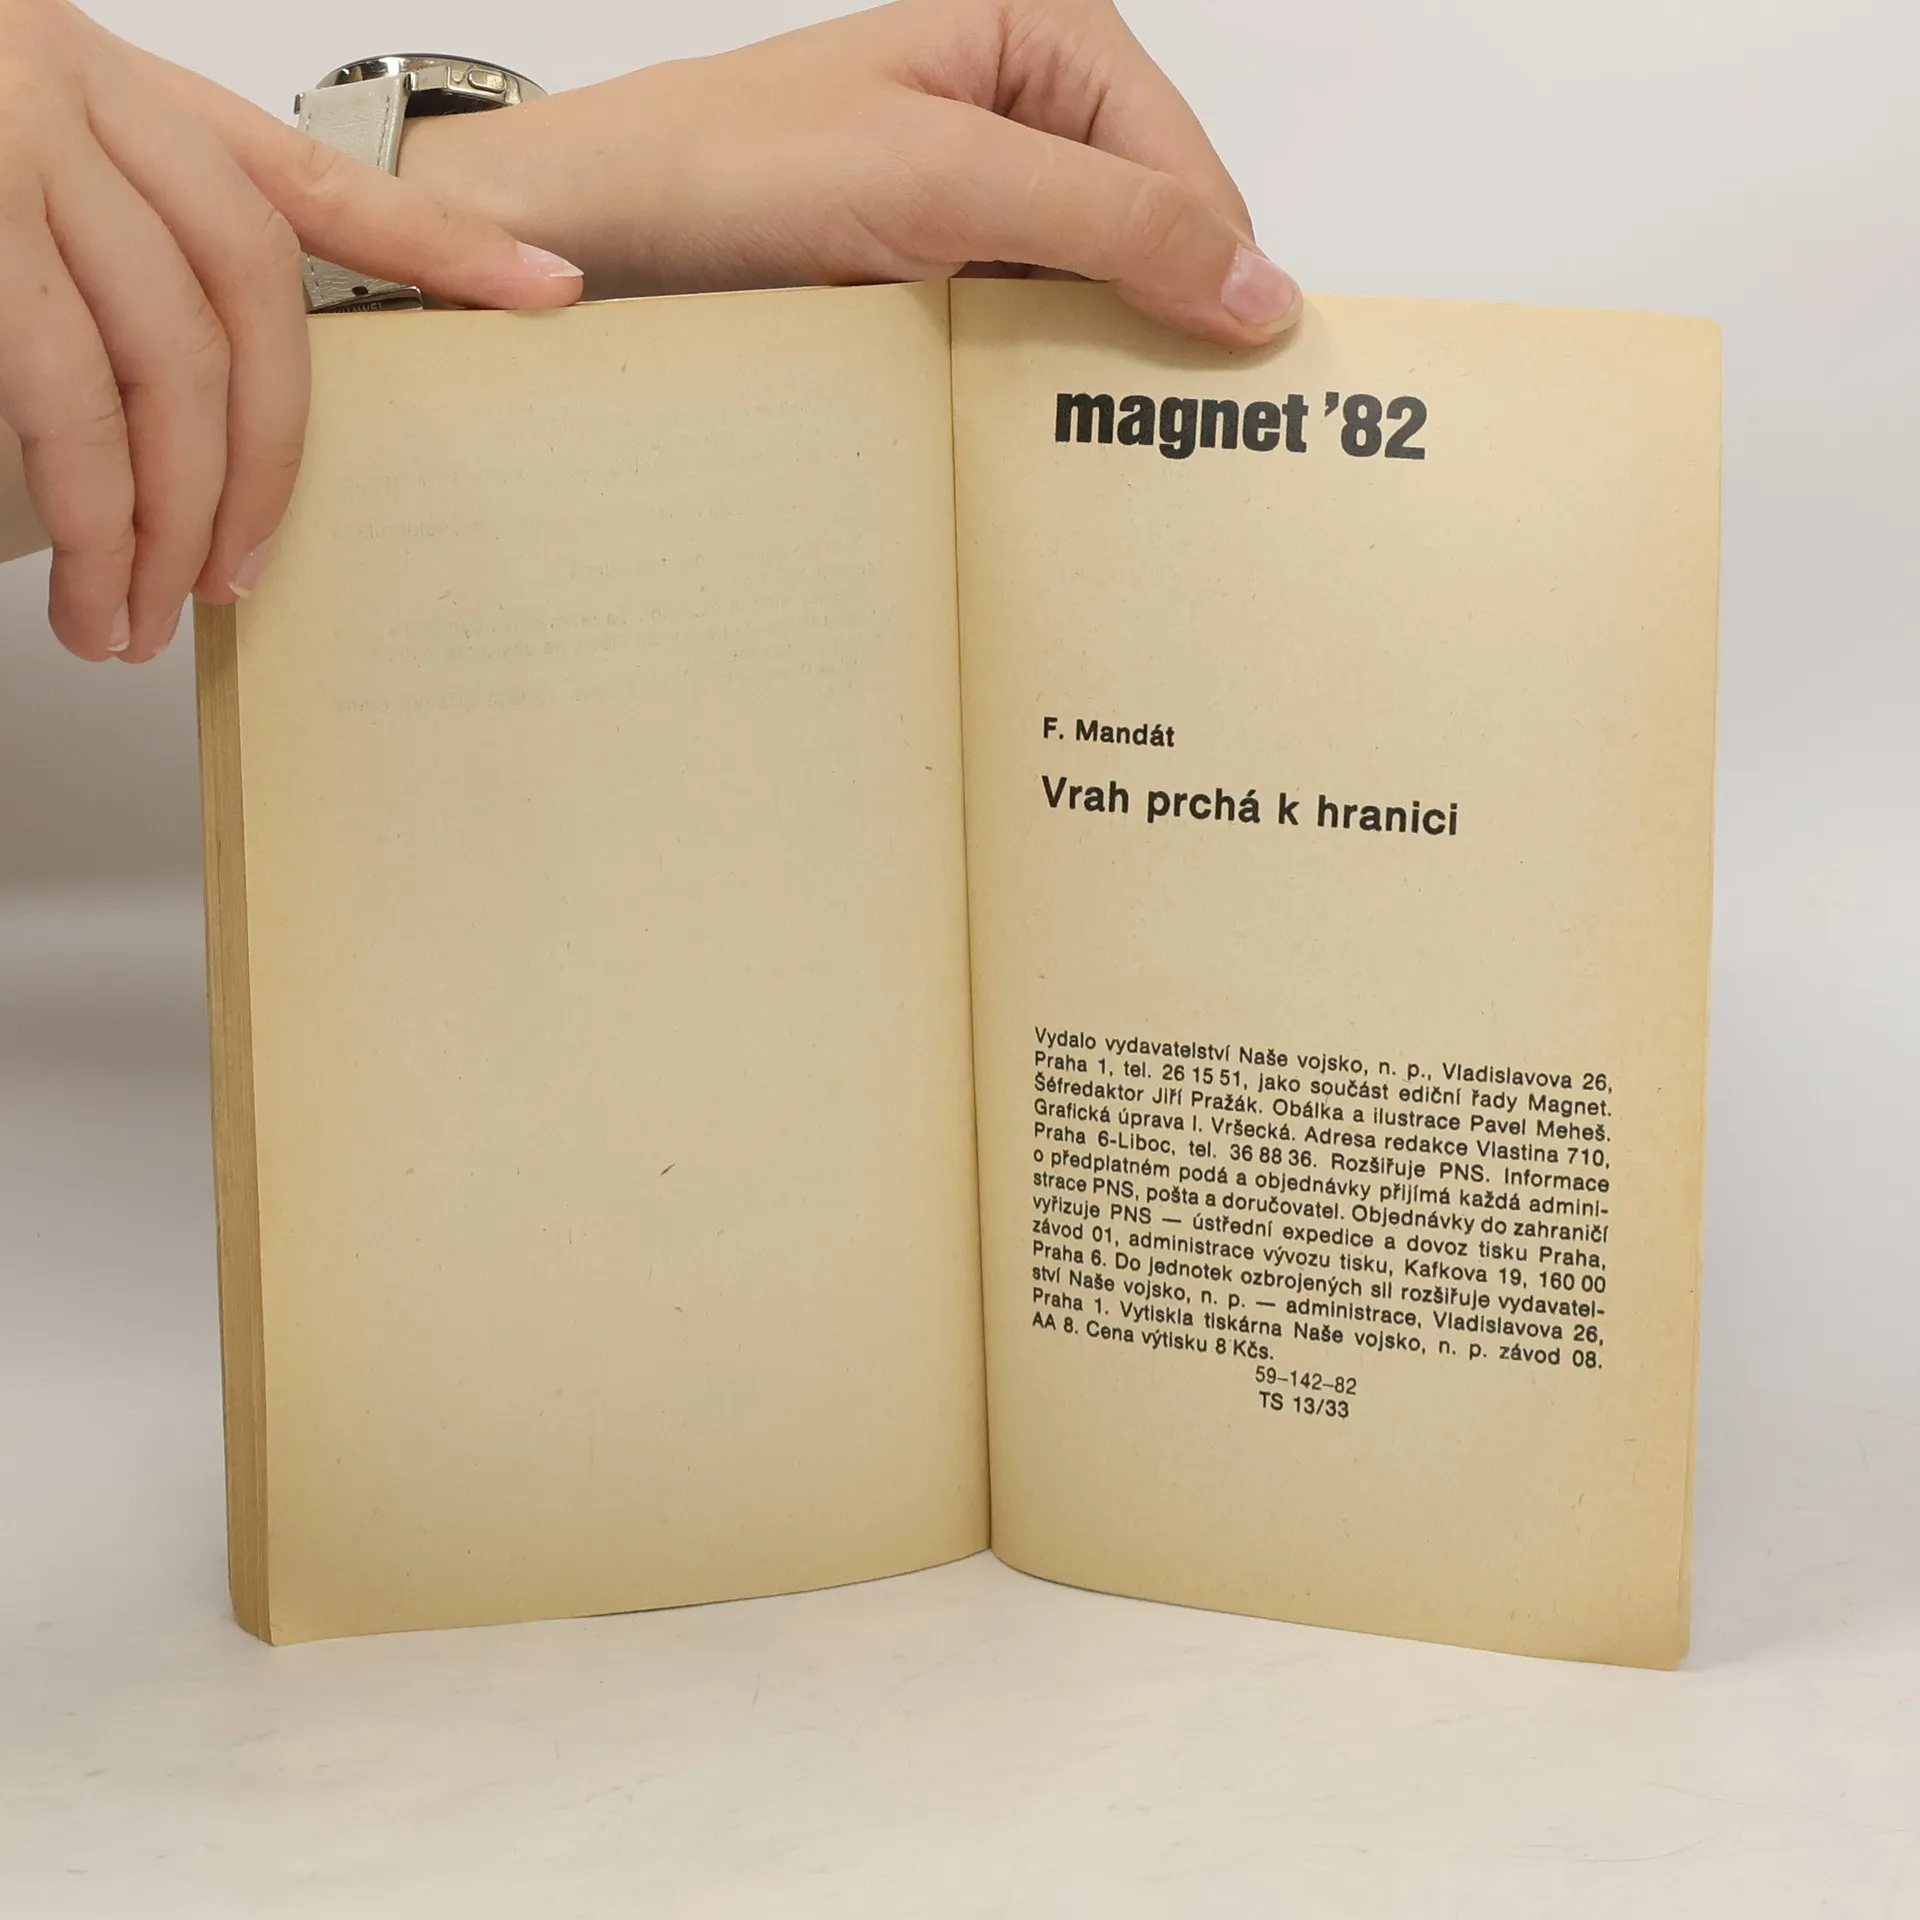 magnet ’82
F. Mandát
Vrah prchá k hranici
Vydalo vydavatelství Naše vojsko, n. p., Vladislavova 26,
Praha 1, tel. 26 15 51, jako součást ediční řady Magnet.
Šéfredaktor Jiří Pražák. Obálka a ilustrace Pavel Meheš.
Grafická úprava I. Vršecká. Adresa redakce Vlastina 710,
Praha 6-Liboc, tel. 36 88 36. Rozšiřuje PNS. Informace
o předplatném podá a objednávky přijímá každá admini-
strace PNS, pošta a doručovatel. Objednávky do zahraničí
vyřizuje PNS — ústřední expedice a dovoz tisku Praha,
závod 01, administrace vývozu tisku, Kafkova 19, 160 00
Praha 6. Do jednotek ozbrojených sil rozšiřuje vydavatel-
ství Naše vojsko, n. p. — administrace, Vladislavova 26,
Praha 1. Vytiskla tiskárna Naše vojsko, n. p. závod 08.
AA 8. Cena výtisku 8 Kčs.
59–142–82
TS 13/33